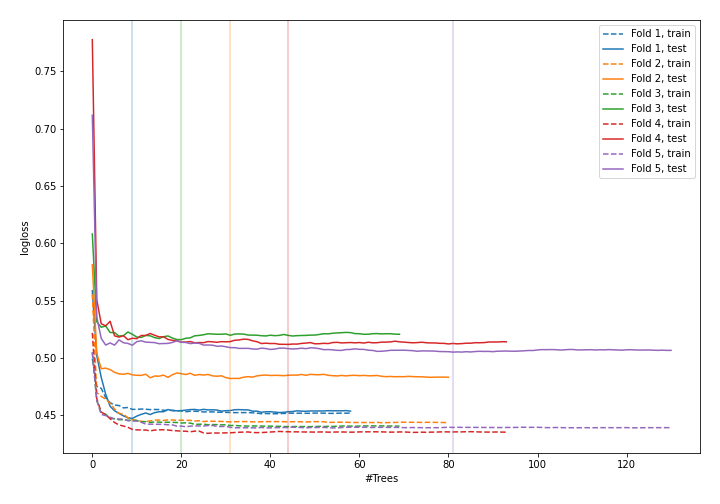 0.75
0.70
0.65
0.60
0.55
0.50
0.45
logloss
0 20 40 60 80 100 120
#Trees
Fold 1, train
Fold 1, test
Fold 2, train
Fold 2, test
Fold 3, train
Fold 3, test
Fold 4, train
Fold 4, test
Fold 5, train
Fold 5, test